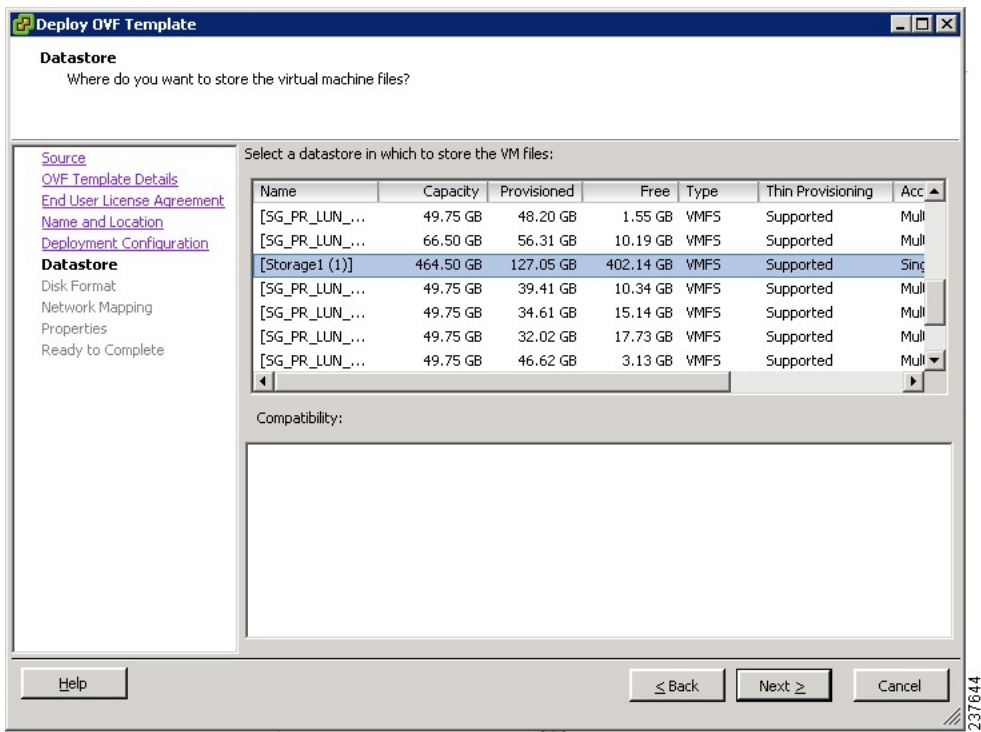 Deploy OVF Template
Datastore
Where do you want to store the virtual machine files?
Source
OVF Template Details
End User License Agreement
Name and Location
Deployment Configuration
Datastore
Disk Format
Network Mapping
Properties
Ready to Complete
Select a datastore in which to store the VM files:
Name Capacity Provisioned Free Type Thin Provisioning Acc
[SG_PR_LUN_... 49.75 GB 48.20 GB 1.55 GB VMFS Supported Mul
[SG_PR_LUN_... 66.50 GB 56.31 GB 10.19 GB VMFS Supported Mul
[Storage1 (1)] 464.50 GB 127.05 GB 402.14 GB VMFS Supported Sing
[SG_PR_LUN_... 49.75 GB 39.41 GB 10.34 GB VMFS Supported Mul
[SG_PR_LUN_... 49.75 GB 34.61 GB 15.14 GB VMFS Supported Mul
[SG_PR_LUN_... 49.75 GB 32.02 GB 17.73 GB VMFS Supported Mul
[SG_PR_LUN_... 49.75 GB 46.62 GB 3.13 GB VMFS Supported Mul
Compatibility:
Help
≤ Back
Next ≥
Cancel
237644